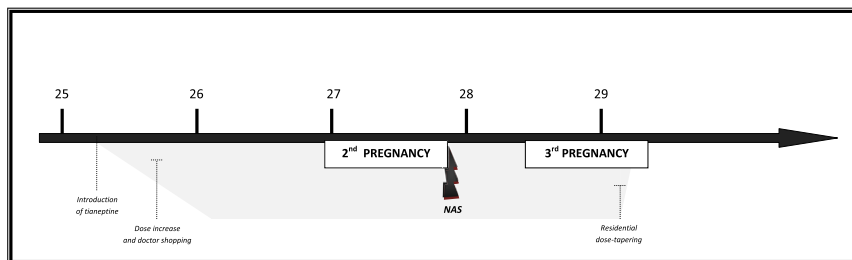 25 26 27 28 29
2nd PREGNANCY
3rd PREGNANCY
Introduction
of tianeptine
NAS
Dose increase
and doctor shopping
Residential
dose-tapering